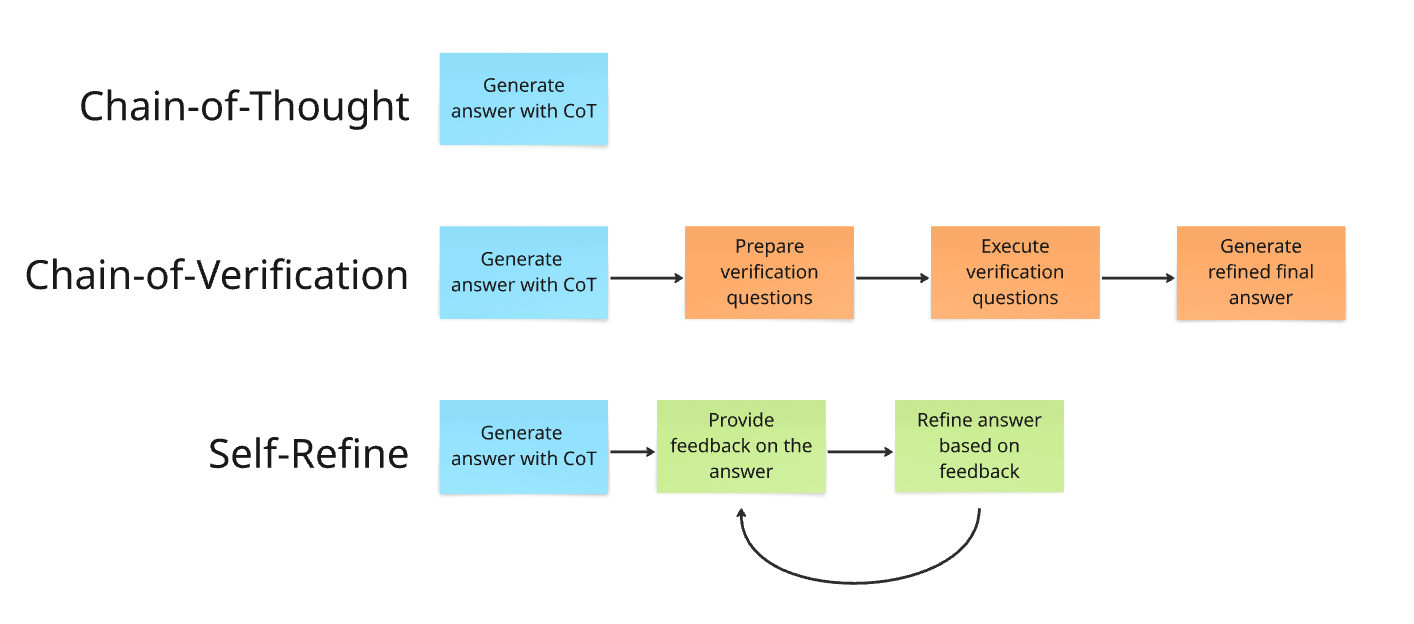 Chain-of-Thought
Generate
answer with CoT
Chain-of-Verification
Generate
answer with CoT
Prepare
verification
questions
Execute
verification
questions
Generate
refined final
answer
Self-Refine
Generate
answer with CoT
Provide
feedback on the
answer
Refine answer
based on
feedback